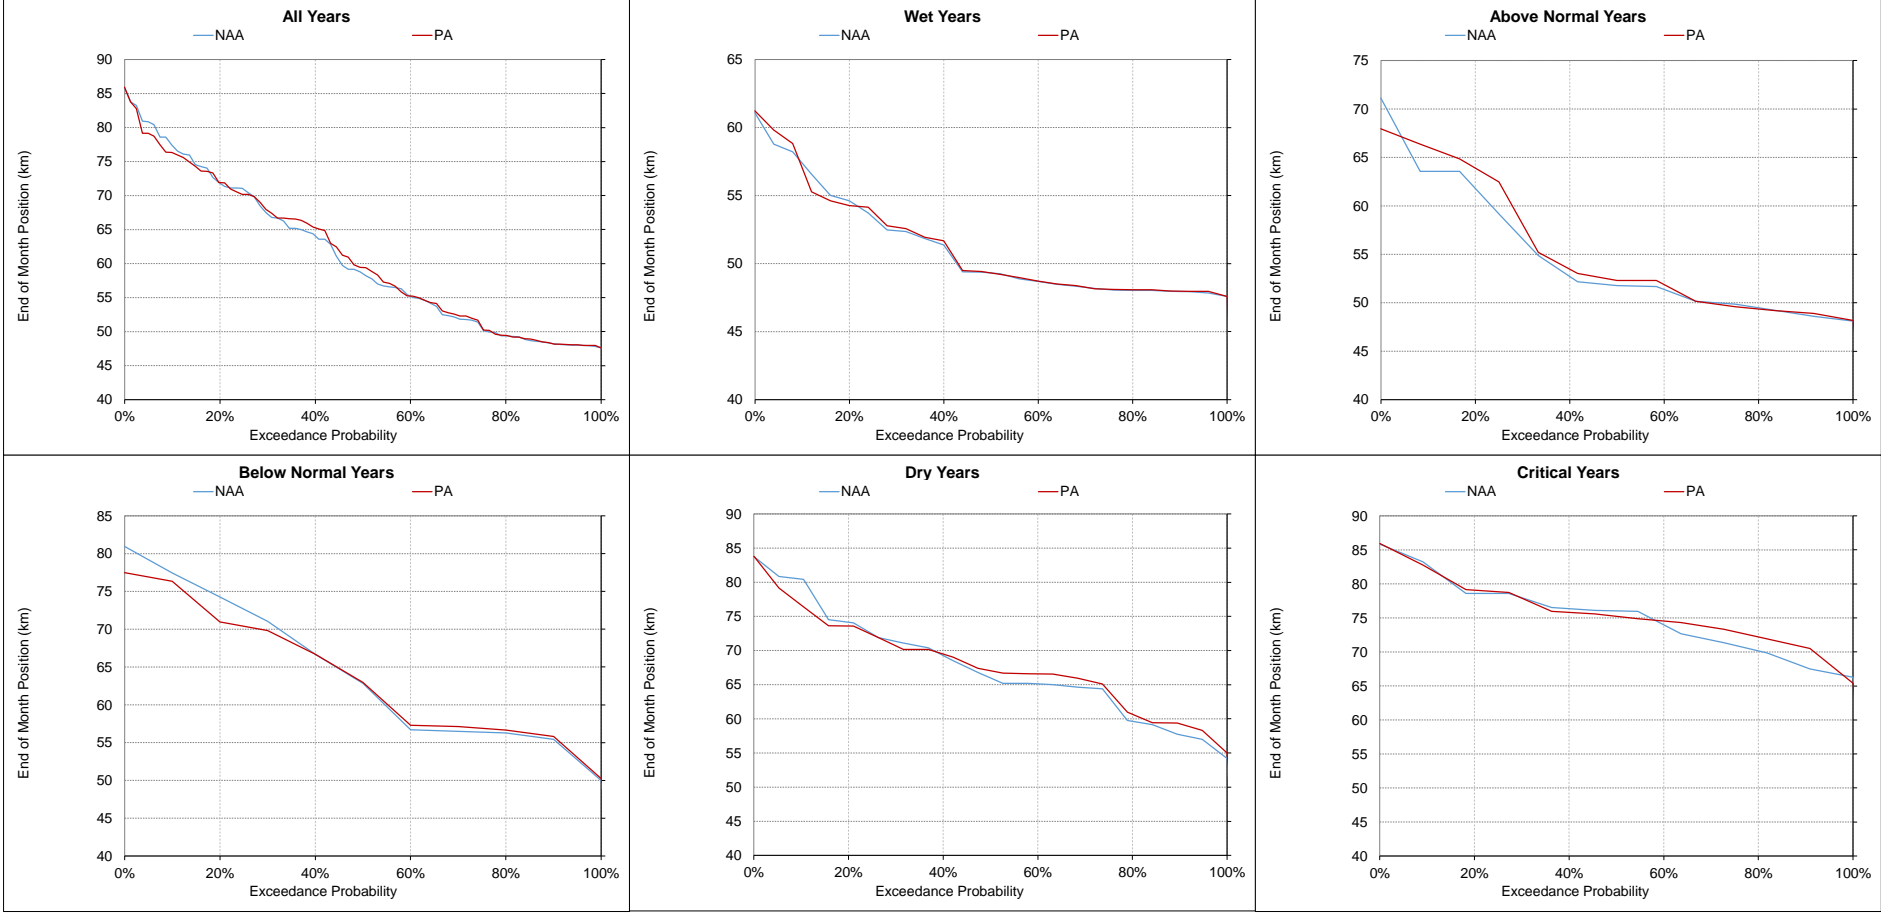 All Years
NAA PA
90
85
80
75
70
65
60
55
50
45
40
End of Month Position (km)
0% 20% 40% 60% 80% 100%
Exceedance Probability
Wet Years
NAA PA
65
60
55
50
45
40
End of Month Position (km)
0% 20% 40% 60% 80% 100%
Exceedance Probability
Above Normal Years
NAA PA
75
70
65
60
55
50
45
40
End of Month Position (km)
0% 20% 40% 60% 80% 100%
Exceedance Probability
Below Normal Years
NAA PA
85
80
75
70
65
60
55
50
45
40
End of Month Position (km)
0% 20% 40% 60% 80% 100%
Exceedance Probability
Dry Years
NAA PA
90
85
80
75
70
65
60
55
50
45
40
End of Month Position (km)
0% 20% 40% 60% 80% 100%
Exceedance Probability
Critical Years
NAA PA
90
85
80
75
70
65
60
55
50
45
40
End of Month Position (km)
0% 20% 40% 60% 80% 100%
Exceedance Probability